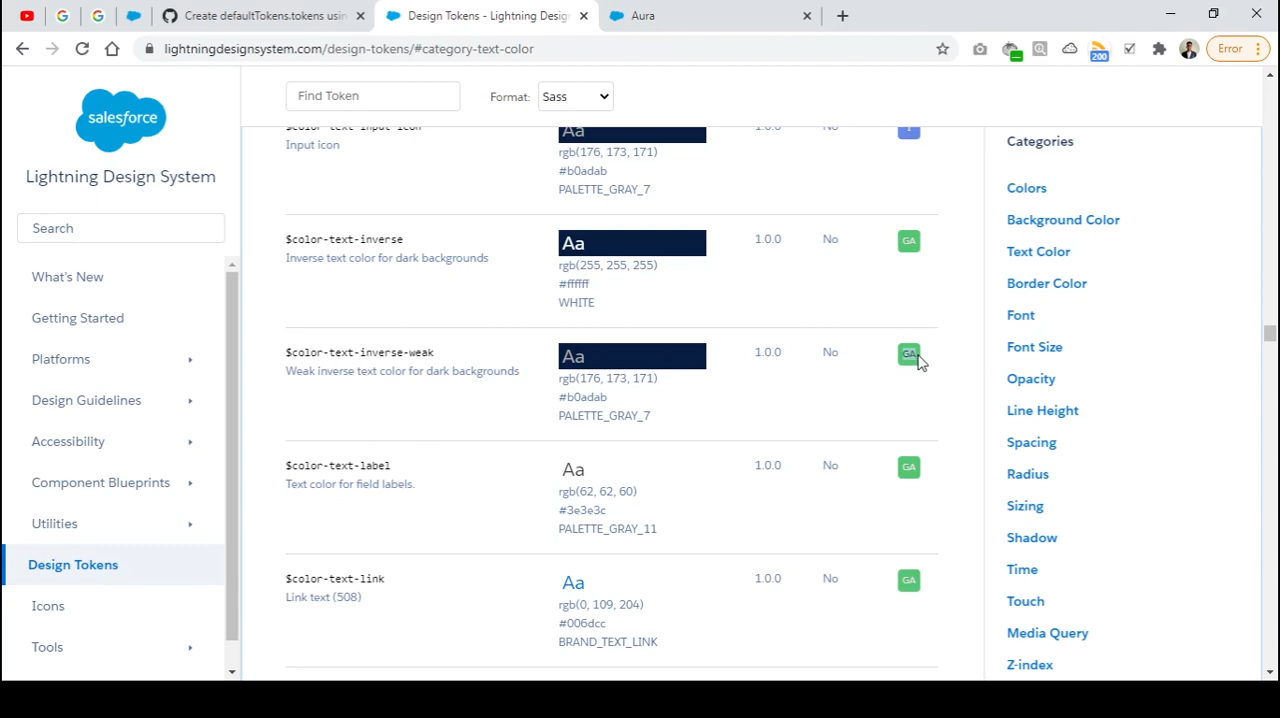 Create defaultTokens.tokens usin
Design Tokens - Lightning Desig
Aura
lightningdesignsystem.com/design-tokens/#category-text-color
200
Error
salesforce
Lightning Design System
Search
What's New
Getting Started
Platforms
Design Guidelines
Accessibility
Component Blueprints
Utilities
Design Tokens
Icons
Tools
Find Token
Format:
Sass
$color-text-input-icon
Input icon
Aa
rgb(176, 173, 171)
#b0adab
PALETTE_GRAY_7
1.0.0
No
$color-text-inverse
Inverse text color for dark backgrounds
Aa
rgb(255, 255, 255)
#ffffff
WHITE
1.0.0
No
GA
$color-text-inverse-weak
Weak inverse text color for dark backgrounds
Aa
rgb(176, 173, 171)
#b0adab
PALETTE_GRAY_7
1.0.0
No
GA
$color-text-label
Text color for field labels.
Aa
rgb(62, 62, 60)
#3e3e3c
PALETTE_GRAY_11
1.0.0
No
GA
$color-text-link
Link text (508)
Aa
rgb(0, 109, 204)
#006dcc
BRAND_TEXT_LINK
1.0.0
No
GA
Categories
Colors
Background Color
Text Color
Border Color
Font
Font Size
Opacity
Line Height
Spacing
Radius
Sizing
Shadow
Time
Touch
Media Query
Z-index